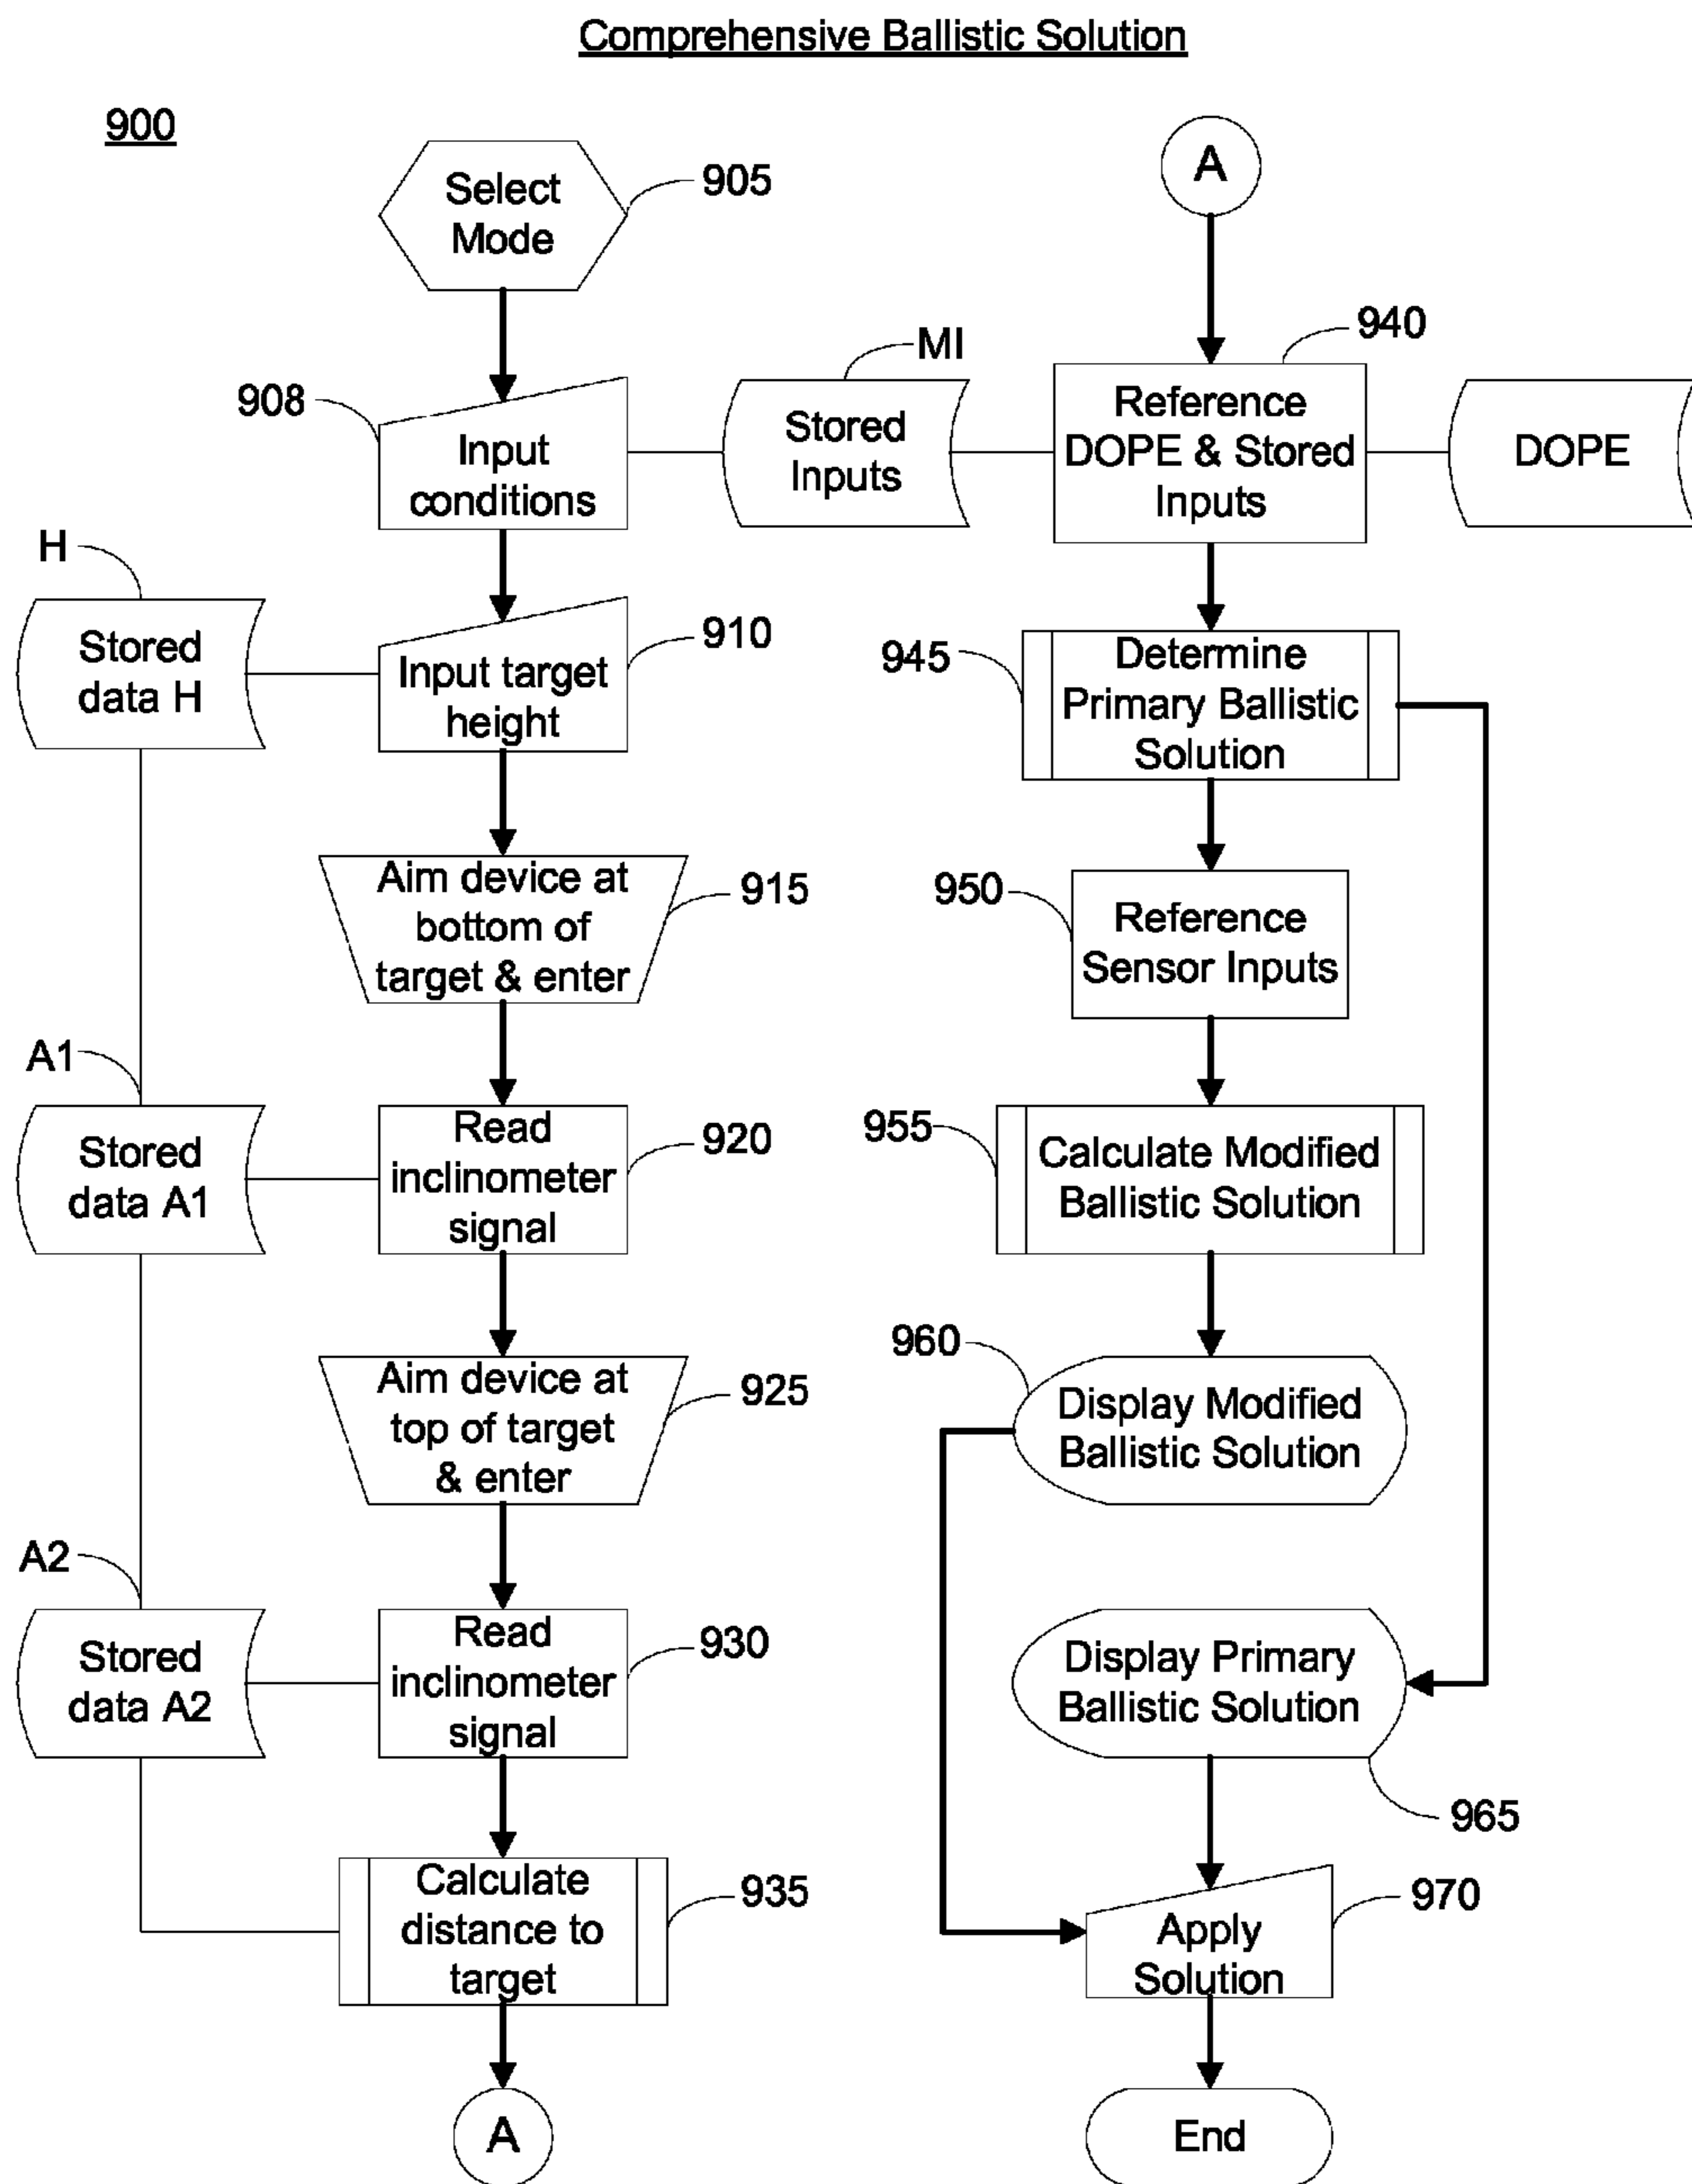 Comprehensive Ballistic Solution
900
Select
Mode
905
908
Input
conditions
MI
Stored
Inputs
H
Stored
data H
Input target
height
910
Aim device at
bottom of
target & enter
915
A1
Stored
data A1
Read
inclinometer
signal
920
Aim device at
top of target
& enter
925
A2
Stored
data A2
Read
inclinometer
signal
930
Calculate
distance to
target
935
A
A
940
Reference
DOPE & Stored
Inputs
DOPE
945
Determine
Primary Ballistic
Solution
950
Reference
Sensor Inputs
955
Calculate Modified
Ballistic Solution
960
Display Modified
Ballistic Solution
Display Primary
Ballistic Solution
965
Apply
Solution
970
End